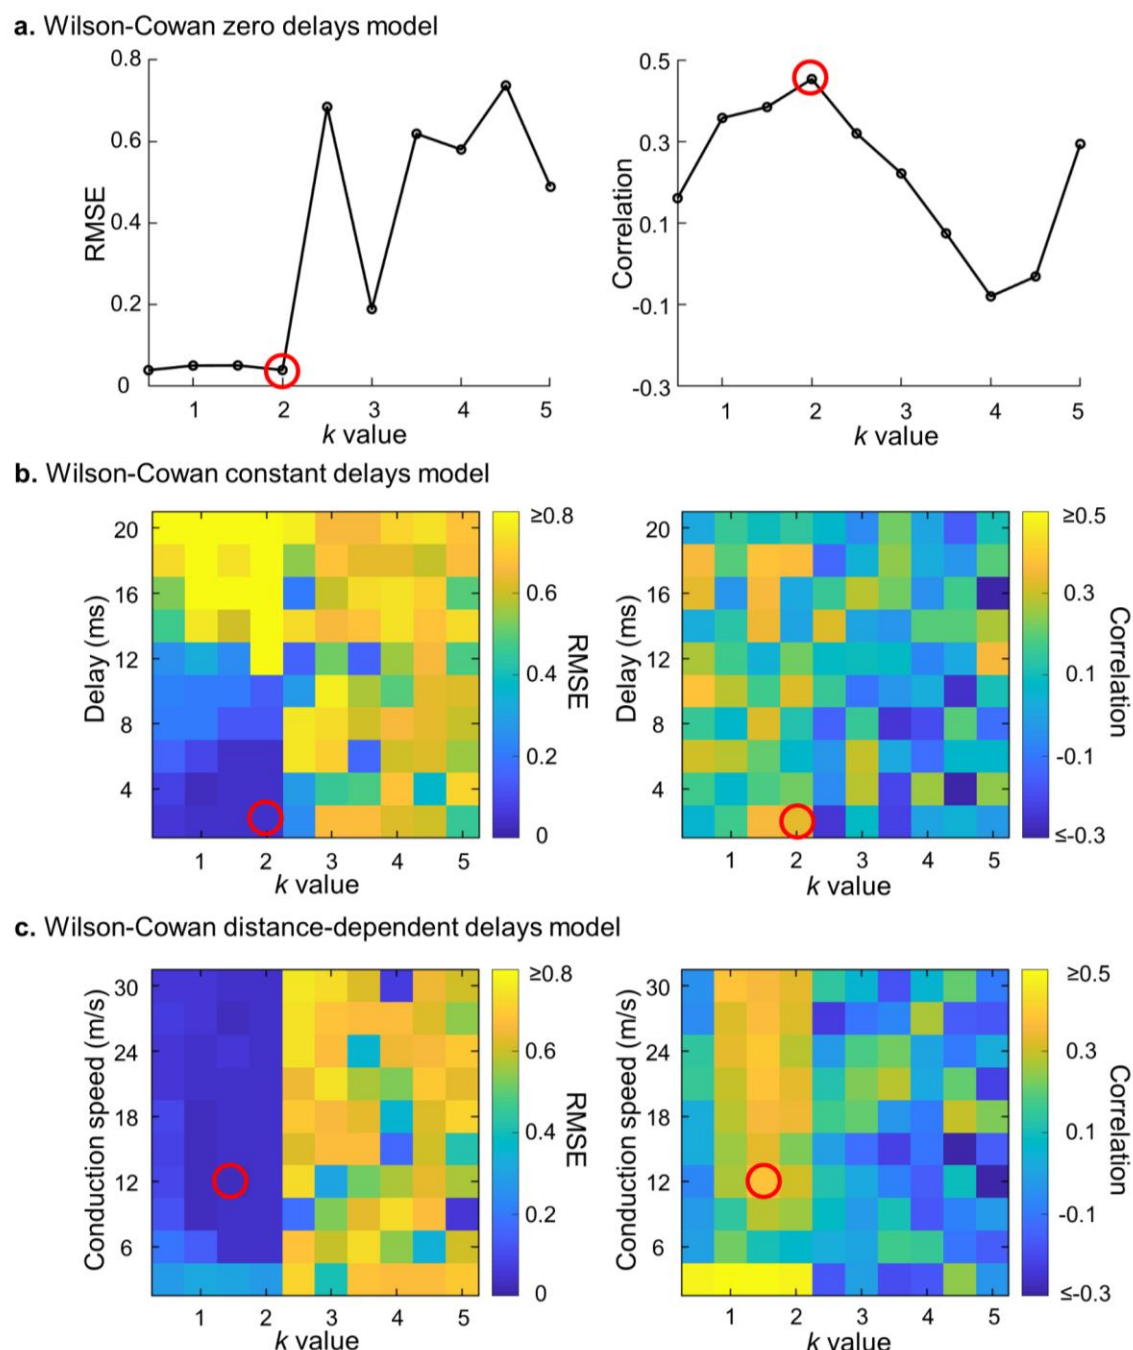 a. Wilson-Cowan zero delays model
0.8
0.6
0.4
0.2
0
RMSE
1 2 3 4 5
k value
0.5
0.3
0.1
-0.1
-0.3
Correlation
1 2 3 4 5
k value
b. Wilson-Cowan constant delays model
20
16
12
8
4
Delay (ms)
1 2 3 4 5
k value
≥0.8
0.6
0.4
0.2
0
RMSE
20
16
12
8
4
Delay (ms)
1 2 3 4 5
k value
≥0.5
0.3
0.1
-0.1
≤-0.3
Correlation
c. Wilson-Cowan distance-dependent delays model
30
24
18
12
6
Conduction speed (m/s)
1 2 3 4 5
k value
≥0.8
0.6
0.4
0.2
0
RMSE
30
24
18
12
6
Conduction speed (m/s)
1 2 3 4 5
k value
≥0.5
0.3
0.1
-0.1
≤-0.3
Correlation